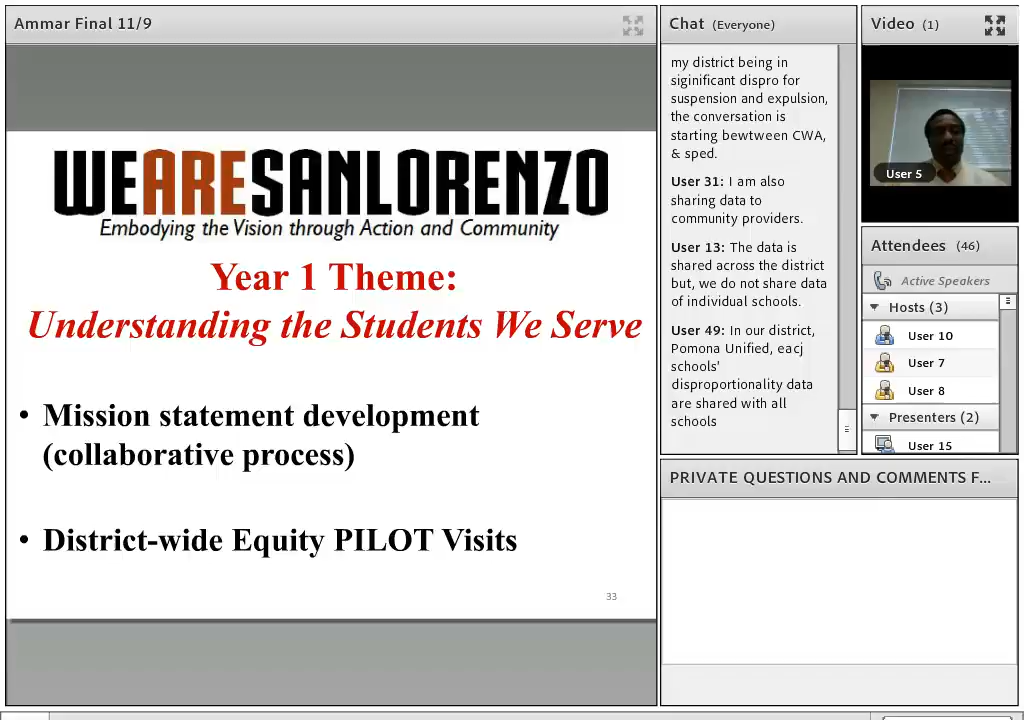 Ammar Final 11/9
WEARESANLORENZO
Embodying the Vision through Action and Community
Year 1 Theme:
Understanding the Students We Serve
• Mission statement development
(collaborative process)
• District-wide Equity PILOT Visits
33
Chat (Everyone)
my district being in
siginificant dispro for
suspension and expulsion,
the conversation is
starting bewtween CWA,
& sped.
User 31: I am also
sharing data to
community providers.
User 13: The data is
shared across the district
but, we do not share data
of individual schools.
User 49: In our district,
Pomona Unified, eacj
schools'
disproportionality data
are shared with all
schools
Video (1)
User 5
Attendees (46)
Active Speakers
Hosts (3)
User 10
User 7
User 8
Presenters (2)
User 15
PRIVATE QUESTIONS AND COMMENTS F...